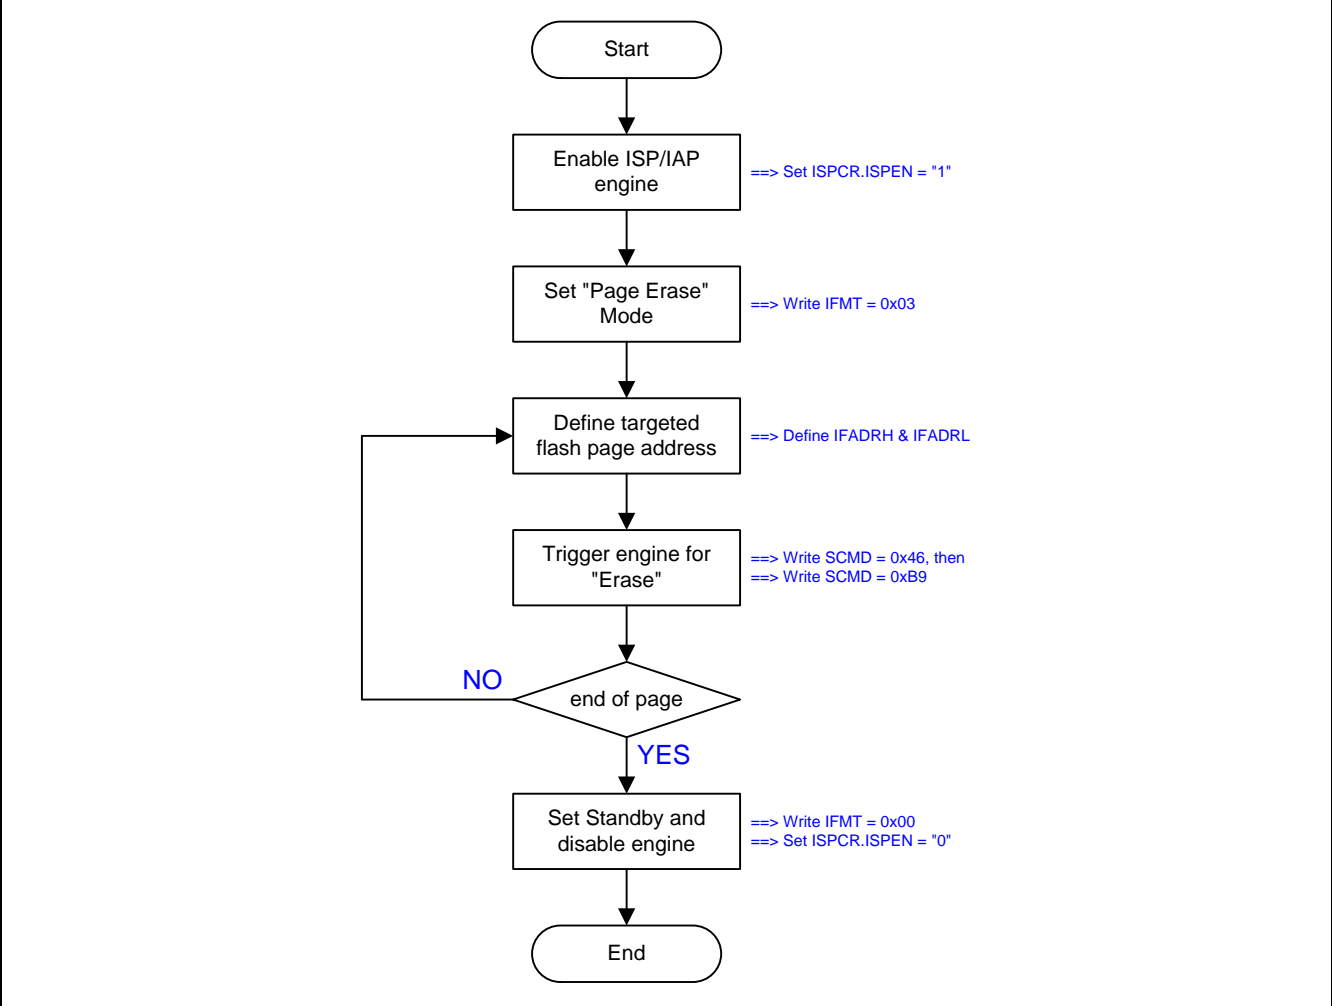 Start
Enable ISP/IAP
engine
==> Set ISPCR.ISPEN = "1"
Set "Page Erase"
Mode
==> Write IFMT = 0x03
Define targeted
flash page address
==> Define IFADRH & IFADRL
Trigger engine for
"Erase"
==> Write SCMD = 0x46, then
==> Write SCMD = 0xB9
end of page
NO
YES
Set Standby and
disable engine
==> Write IFMT = 0x00
==> Set ISPCR.ISPEN = "0"
End